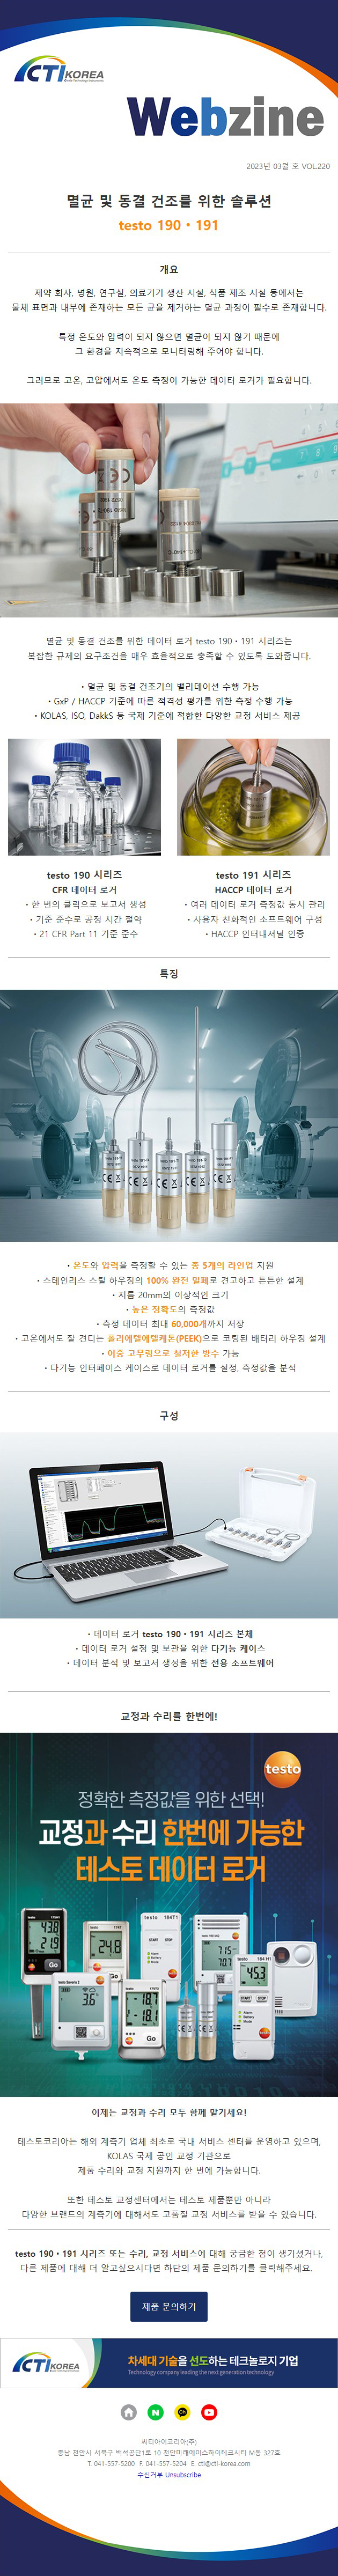 CTI KOREA
Webzine
2023년 03월 호 VOL.220
멸균 및 동결 건조를 위한 솔루션
testo 190 • 191
개요
제약 회사, 병원, 연구실, 의료기기 생산 시설, 식품 제조 시설 등에서는
물체 표면과 내부에 존재하는 모든 균을 제거하는 멸균 과정이 필수로 존재합니다.
특정 온도와 압력이 되지 않으면 멸균이 되지 않기 때문에
그 환경을 지속적으로 모니터링해 주어야 합니다.
그러므로 고온, 고압에서도 온도 측정이 가능한 데이터 로거가 필요합니다.
멸균 및 동결 건조를 위한 데이터 로거 testo 190 • 191 시리즈는
복잡한 규제의 요구조건을 매우 효율적으로 충족할 수 있도록 도와줍니다.
• 멸균 및 동결 건조기의 밸리데이션 수행 가능
• GxP / HACCP 기준에 따른 적격성 평가를 위한 측정 수행 가능
• KOLAS, ISO, DakkS 등 국제 기준에 적합한 다양한 교정 서비스 제공
testo 190 시리즈
CFR 데이터 로거
• 한 번의 클릭으로 보고서 생성
• 기준 준수로 공정 시간 절약
• 21 CFR Part 11 기준 준수
testo 191 시리즈
HACCP 데이터 로거
• 여러 데이터 로거 측정값 동시 관리
• 사용자 친화적인 소프트웨어 구성
• HACCP 인터내셔널 인증
특징
• 온도와 압력을 측정할 수 있는 총 5개의 라인업 지원
• 스테인리스 스틸 하우징의 100% 완전 밀폐로 견고하고 튼튼한 설계
• 지름 20mm의 이상적인 크기
• 높은 정확도의 측정값
• 측정 데이터 최대 60,000개까지 저장
• 고온에서도 잘 견디는 폴리에텔에텔케톤(PEEK)으로 코팅된 배터리 하우징 설계
• 이중 고무링으로 철저한 방수 가능
• 다기능 인터페이스 케이스로 데이터 로거를 설정, 측정값을 분석
구성
• 데이터 로거 testo 190 • 191 시리즈 본체
• 데이터 로거 설정 및 보관을 위한 다기능 케이스
• 데이터 분석 및 보고서 생성을 위한 전용 소프트웨어
교정과 수리를 한번에!
testo
정확한 측정값을 위한 선택!
교정과 수리 한번에 가능한
테스토 데이터 로거
이제는 교정과 수리 모두 함께 맡기세요!
테스토코리아는 해외 계측기 업체 최초로 국내 서비스 센터를 운영하고 있으며,
KOLAS 국제 공인 교정 기관으로
제품 수리와 교정 지원까지 한 번에 가능합니다.
또한 테스토 교정센터에서는 테스토 제품뿐만 아니라
다양한 브랜드의 계측기에 대해서도 고품질 교정 서비스를 받을 수 있습니다.
testo 190 • 191 시리즈 또는 수리, 교정 서비스에 대해 궁금한 점이 생기셨거나,
다른 제품에 대해 더 알고싶으시다면 하단의 제품 문의하기를 클릭해주세요.
제품 문의하기
CTI KOREA
차세대 기술을 선도하는 테크놀로지 기업
Technology company leading the next generation technology
씨티아이코리아(주)
충남 천안시 서북구 백석공단1로 10 천안미래에이스하이테크시티 M동 327호
T. 041-557-5200 F. 041-557-5204 E. cti@cti-korea.com
수신거부 Unsubscribe